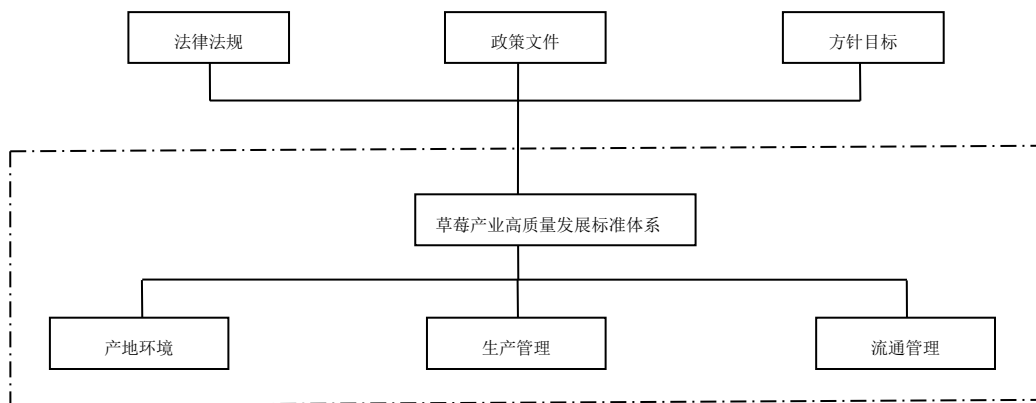 法律法规
政策文件
方针目标
草莓产业高质量发展标准体系
产地环境
生产管理
流通管理